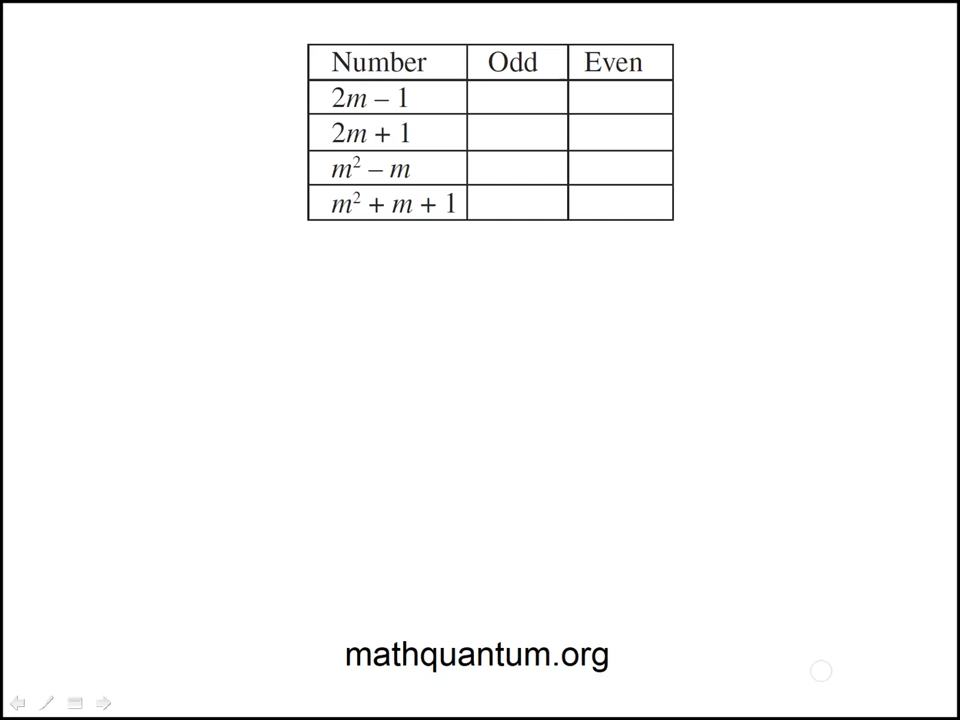 Number Odd Even
2m – 1
2m + 1
m² – m
m² + m + 1
mathquantum.org